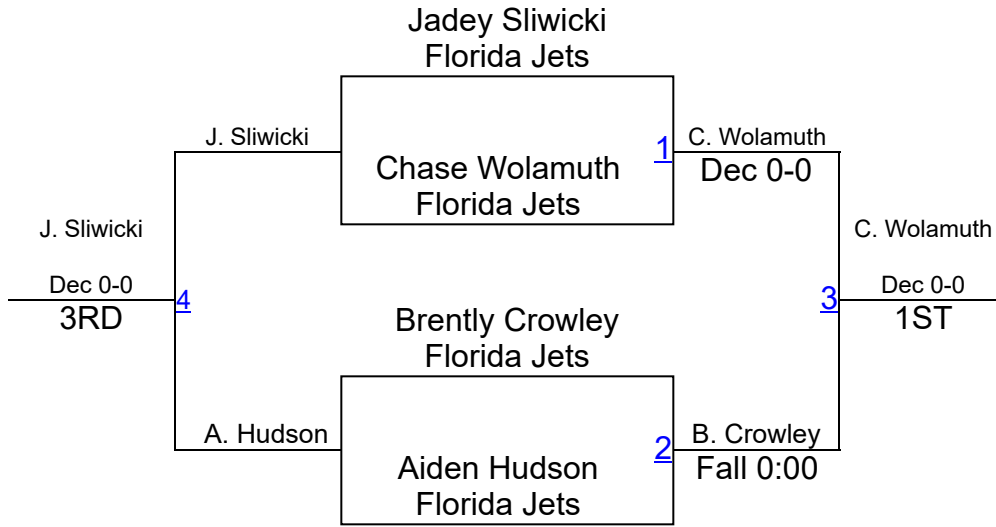 Jadey Sliwicki
Florida Jets
J. Sliwicki
1
C. Wolamuth
Chase Wolamuth
Dec 0-0
Florida Jets
J. Sliwicki
C. Wolamuth
Dec 0-0
4
3
Dec 0-0
3RD
1ST
Brently Crowley
Florida Jets
A. Hudson
2
B. Crowley
Aiden Hudson
Fall 0:00
Florida Jets